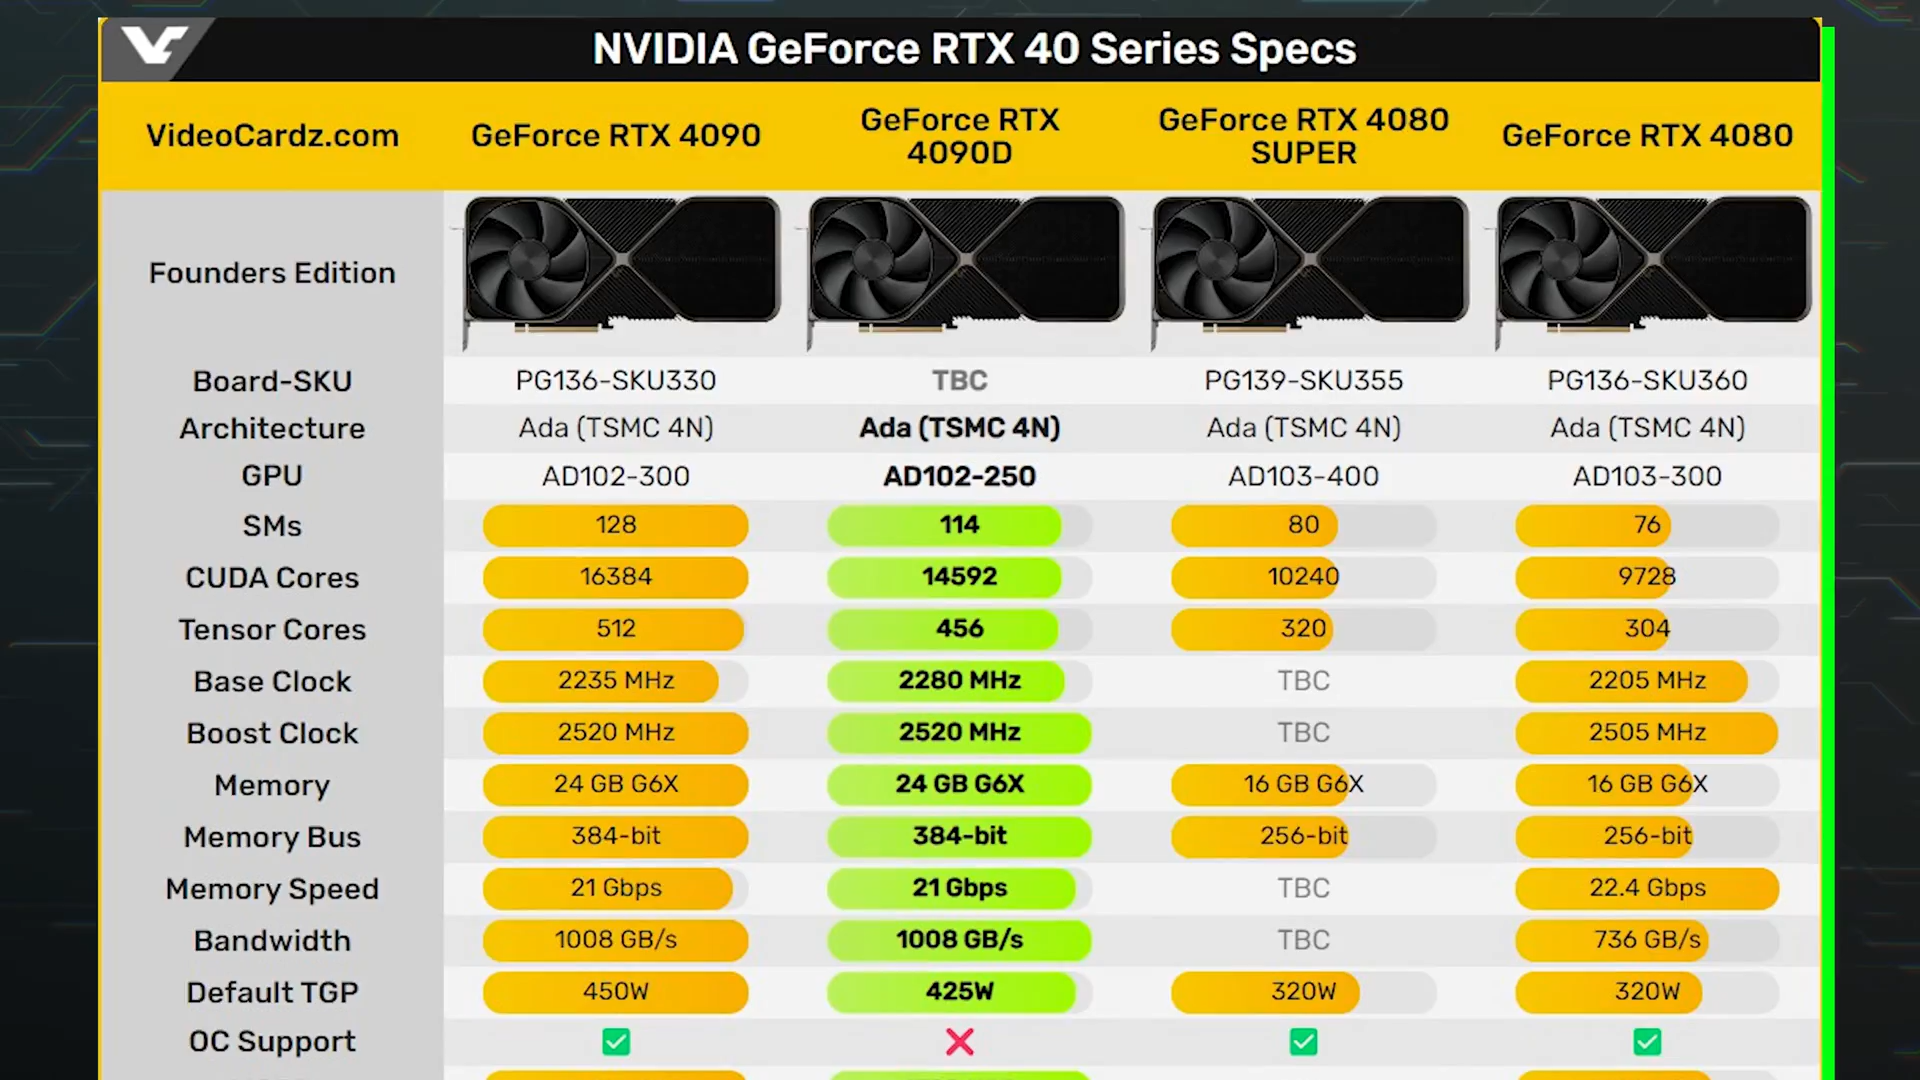 NVIDIA GeForce RTX 40 Series Specs
VideoCardz.com
GeForce RTX 4090
GeForce RTX
4090D
GeForce RTX 4080
SUPER
GeForce RTX 4080
Founders Edition
Board-SKU PG136-SKU330 TBC PG139-SKU355 PG136-SKU360
Architecture Ada (TSMC 4N) Ada (TSMC 4N) Ada (TSMC 4N) Ada (TSMC 4N)
GPU AD102-300 AD102-250 AD103-400 AD103-300
SMs 128 114 80 76
CUDA Cores 16384 14592 10240 9728
Tensor Cores 512 456 320 304
Base Clock 2235 MHz 2280 MHz TBC 2205 MHz
Boost Clock 2520 MHz 2520 MHz TBC 2505 MHz
Memory 24 GB G6X 24 GB G6X 16 GB G6X 16 GB G6X
Memory Bus 384-bit 384-bit 256-bit 256-bit
Memory Speed 21 Gbps 21 Gbps TBC 22.4 Gbps
Bandwidth 1008 GB/s 1008 GB/s TBC 736 GB/s
Default TGP 450W 425W 320W 320W
OC Support